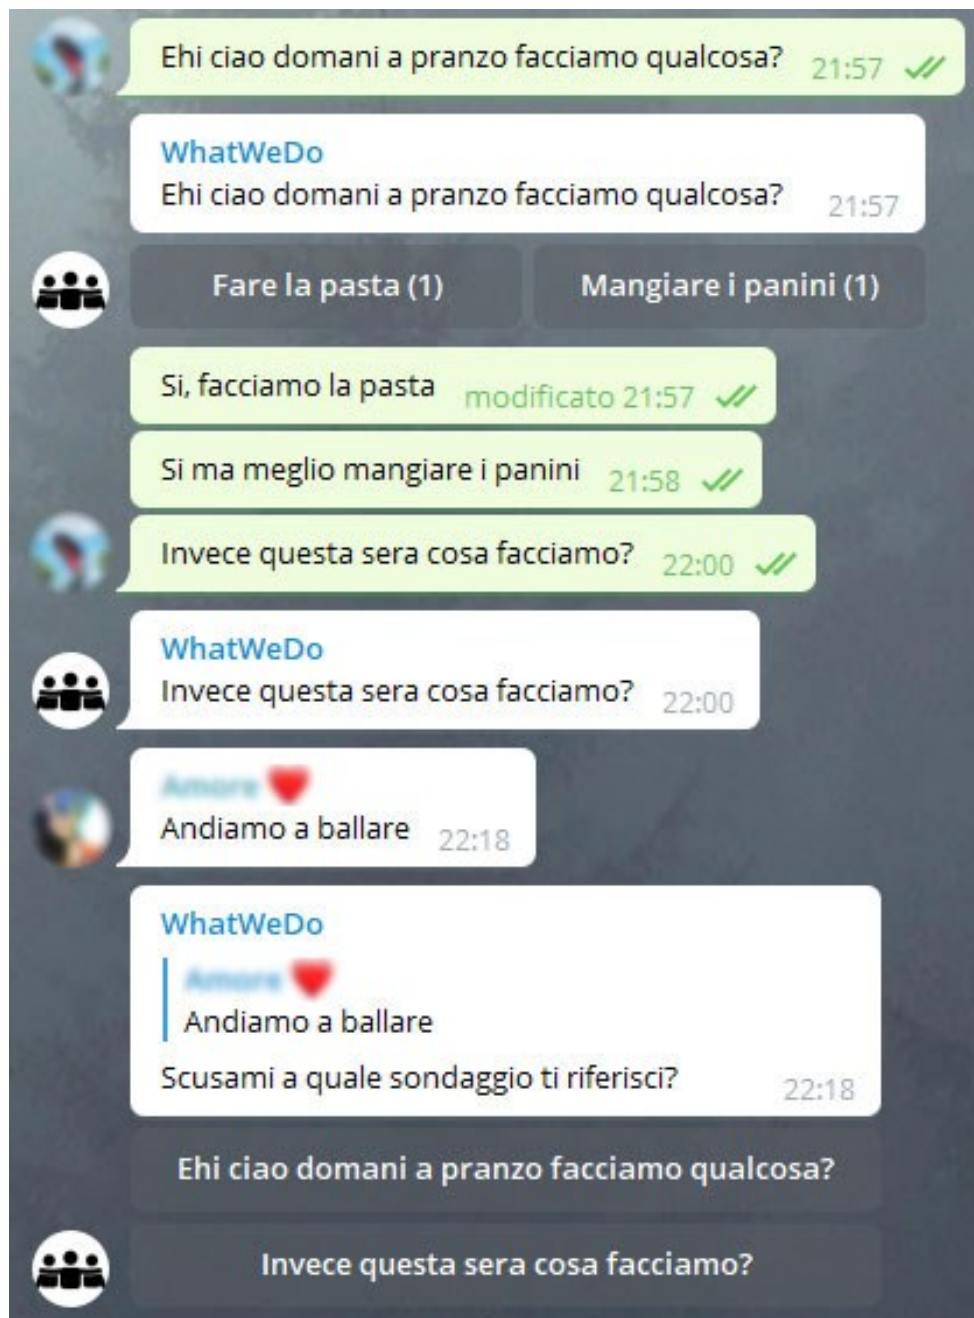 Ehi ciao domani a pranzo facciamo qualcosa? 21:57
WhatWeDo
Ehi ciao domani a pranzo facciamo qualcosa? 21:57
Fare la pasta (1) Mangiare i panini (1)
Si, facciamo la pasta modificato 21:57
Si ma meglio mangiare i panini 21:58
Invece questa sera cosa facciamo? 22:00
WhatWeDo
Invece questa sera cosa facciamo? 22:00
Amore ❤
Andiamo a ballare 22:18
WhatWeDo
Amore ❤
Andiamo a ballare
Scusami a quale sondaggio ti riferisci? 22:18
Ehi ciao domani a pranzo facciamo qualcosa?
Invece questa sera cosa facciamo?